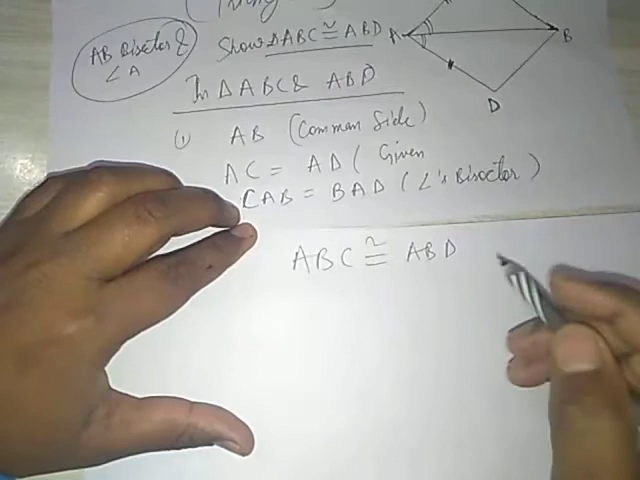 AB Bisector &
∠A
Show ΔABC ≅ ABD
In ΔABC & ABD
A
B
D
(1) AB (Common Side)
AC = AD (Given
CAB = BAD (∠'s Bisector)
ABC ≅ ABD